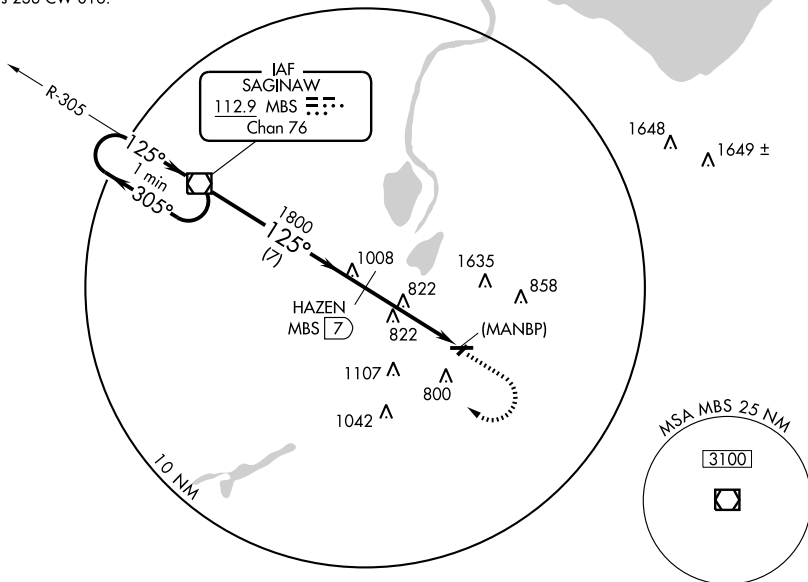 R-305
IAF
SAGINAW
112.9 MBS
Chan 76
125°
1 min
305°
1800
125°
(7)
1648
1649 ±
1008
1635
858
822
HAZEN
MBS 7
822
(MANBP)
1107
800
1042
10 NM
MSA MBS 25 NM
3100